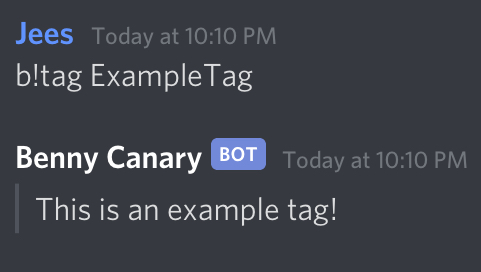 Jees Today at 10:10 PM
b!tag ExampleTag
Benny Canary BOT Today at 10:10 PM
This is an example tag!